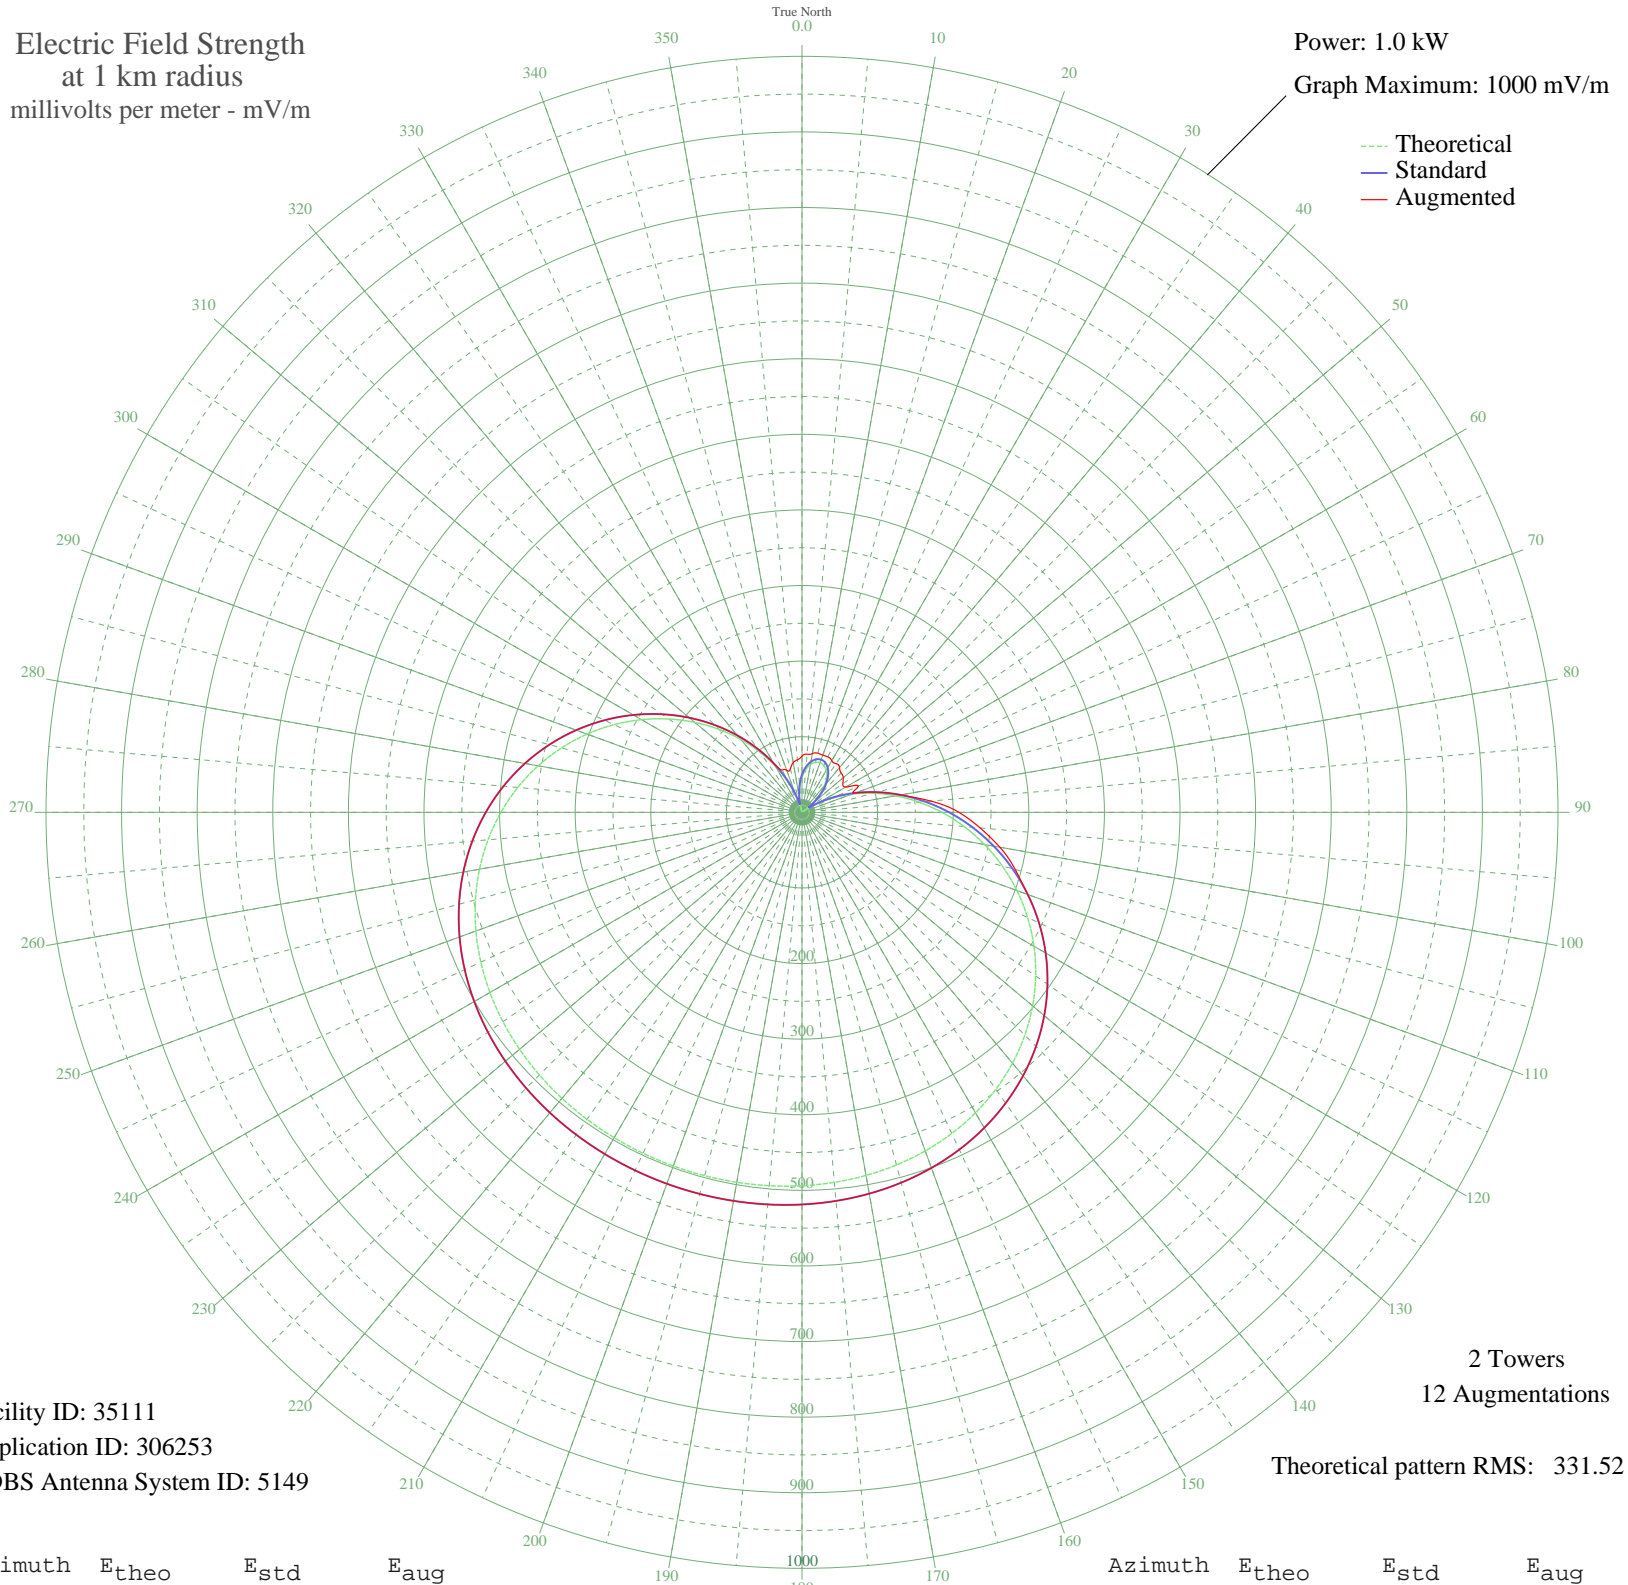 True North
0.0
Electric Field Strength
at 1 km radius
millivolts per meter - mV/m
Power: 1.0 kW
Graph Maximum: 1000 mV/m
Theoretical
Standard
Augmented
10
20
30
40
50
60
70
80
90
100
110
120
130
140
150
160
170
190
200
210
220
230
240
250
260
270
280
290
300
310
320
330
340
350
200
300
400
500
600
700
800
900
1000
2 Towers
12 Augmentations
Theoretical pattern RMS: 331.52
cility ID: 35111
plication ID: 306253
DBS Antenna System ID: 5149
imuth Etheo Estd Eaug
Azimuth Etheo Estd Eaug